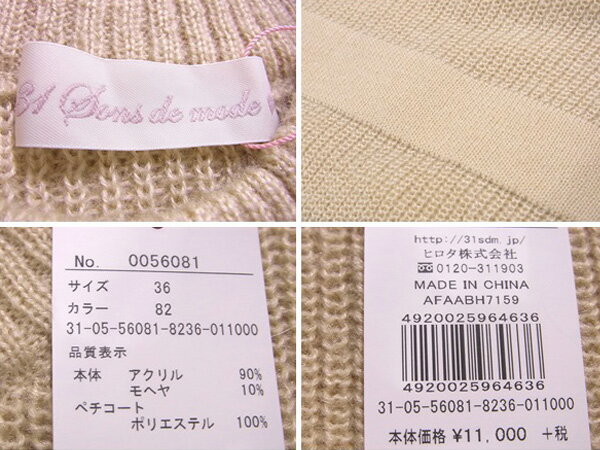 31 Sons de mode
No. 0056081
サイズ 36
カラー 82
31-05-56081-8236-011000
品質表示
本体 アクリル 90%
モヘヤ 10%
ペチコート
ポリエステル 100%
http://31sdm.jp/
ヒロタ株式会社
☎0120-311903
MADE IN CHINA
AFAABH7159
4920025964636
4920025964636
31-05-56081-8236-011000
本体価格 ¥11,000 +税